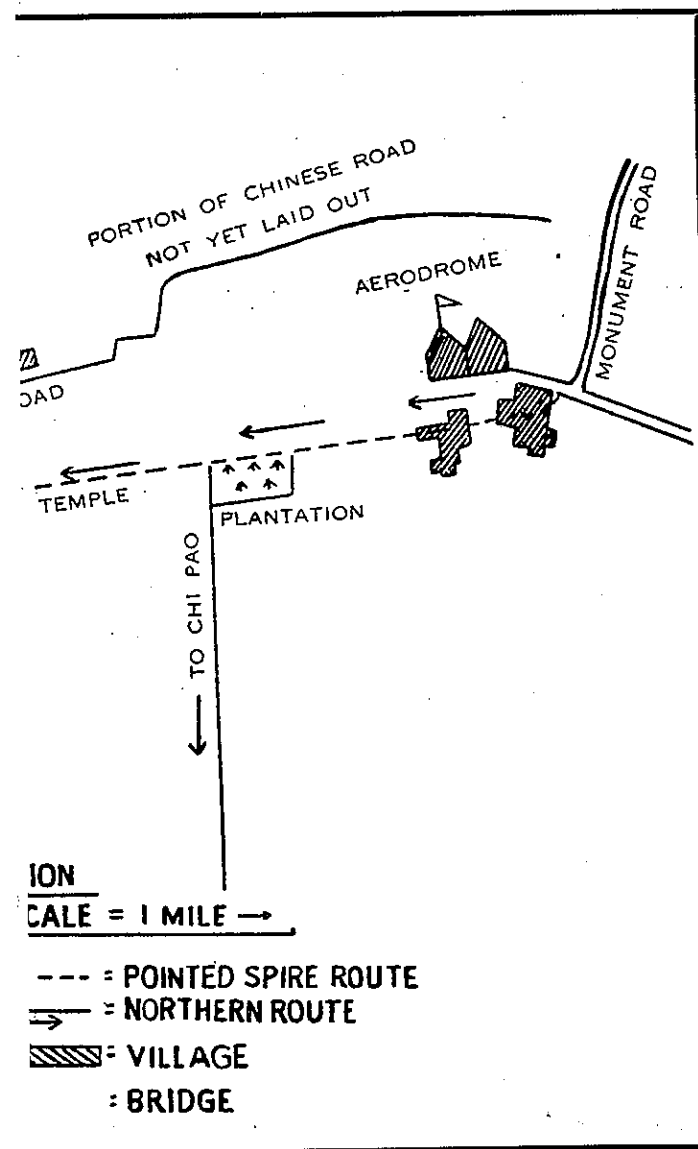 PORTION OF CHINESE ROAD
NOT YET LAID OUT
MONUMENT ROAD
AERODROME
OAD
TEMPLE
PLANTATION
TO CHI PAO
ION
CALE = 1 MILE →
--- = POINTED SPIRE ROUTE
= NORTHERN ROUTE
= VILLAGE
: BRIDGE